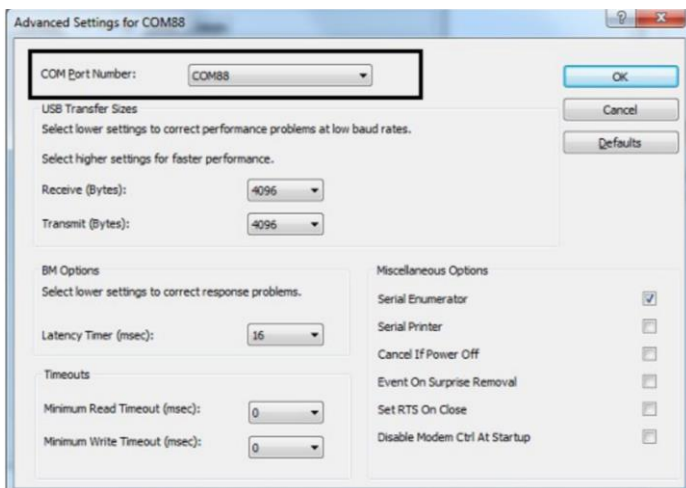 Advanced Settings for COM88
COM Port Number:
COM88
OK
USB Transfer Sizes
Cancel
Select lower settings to correct performance problems at low baud rates.
Defaults
Select higher settings for faster performance.
Receive (Bytes):
4096
Transmit (Bytes):
4096
BM Options
Select lower settings to correct response problems.
Latency Timer (msec):
16
Timeouts
Minimum Read Timeout (msec):
0
Minimum Write Timeout (msec):
0
Miscellaneous Options
Serial Enumerator
Serial Printer
Cancel If Power Off
Event On Surprise Removal
Set RTS On Close
Disable Modem Ctrl At Startup